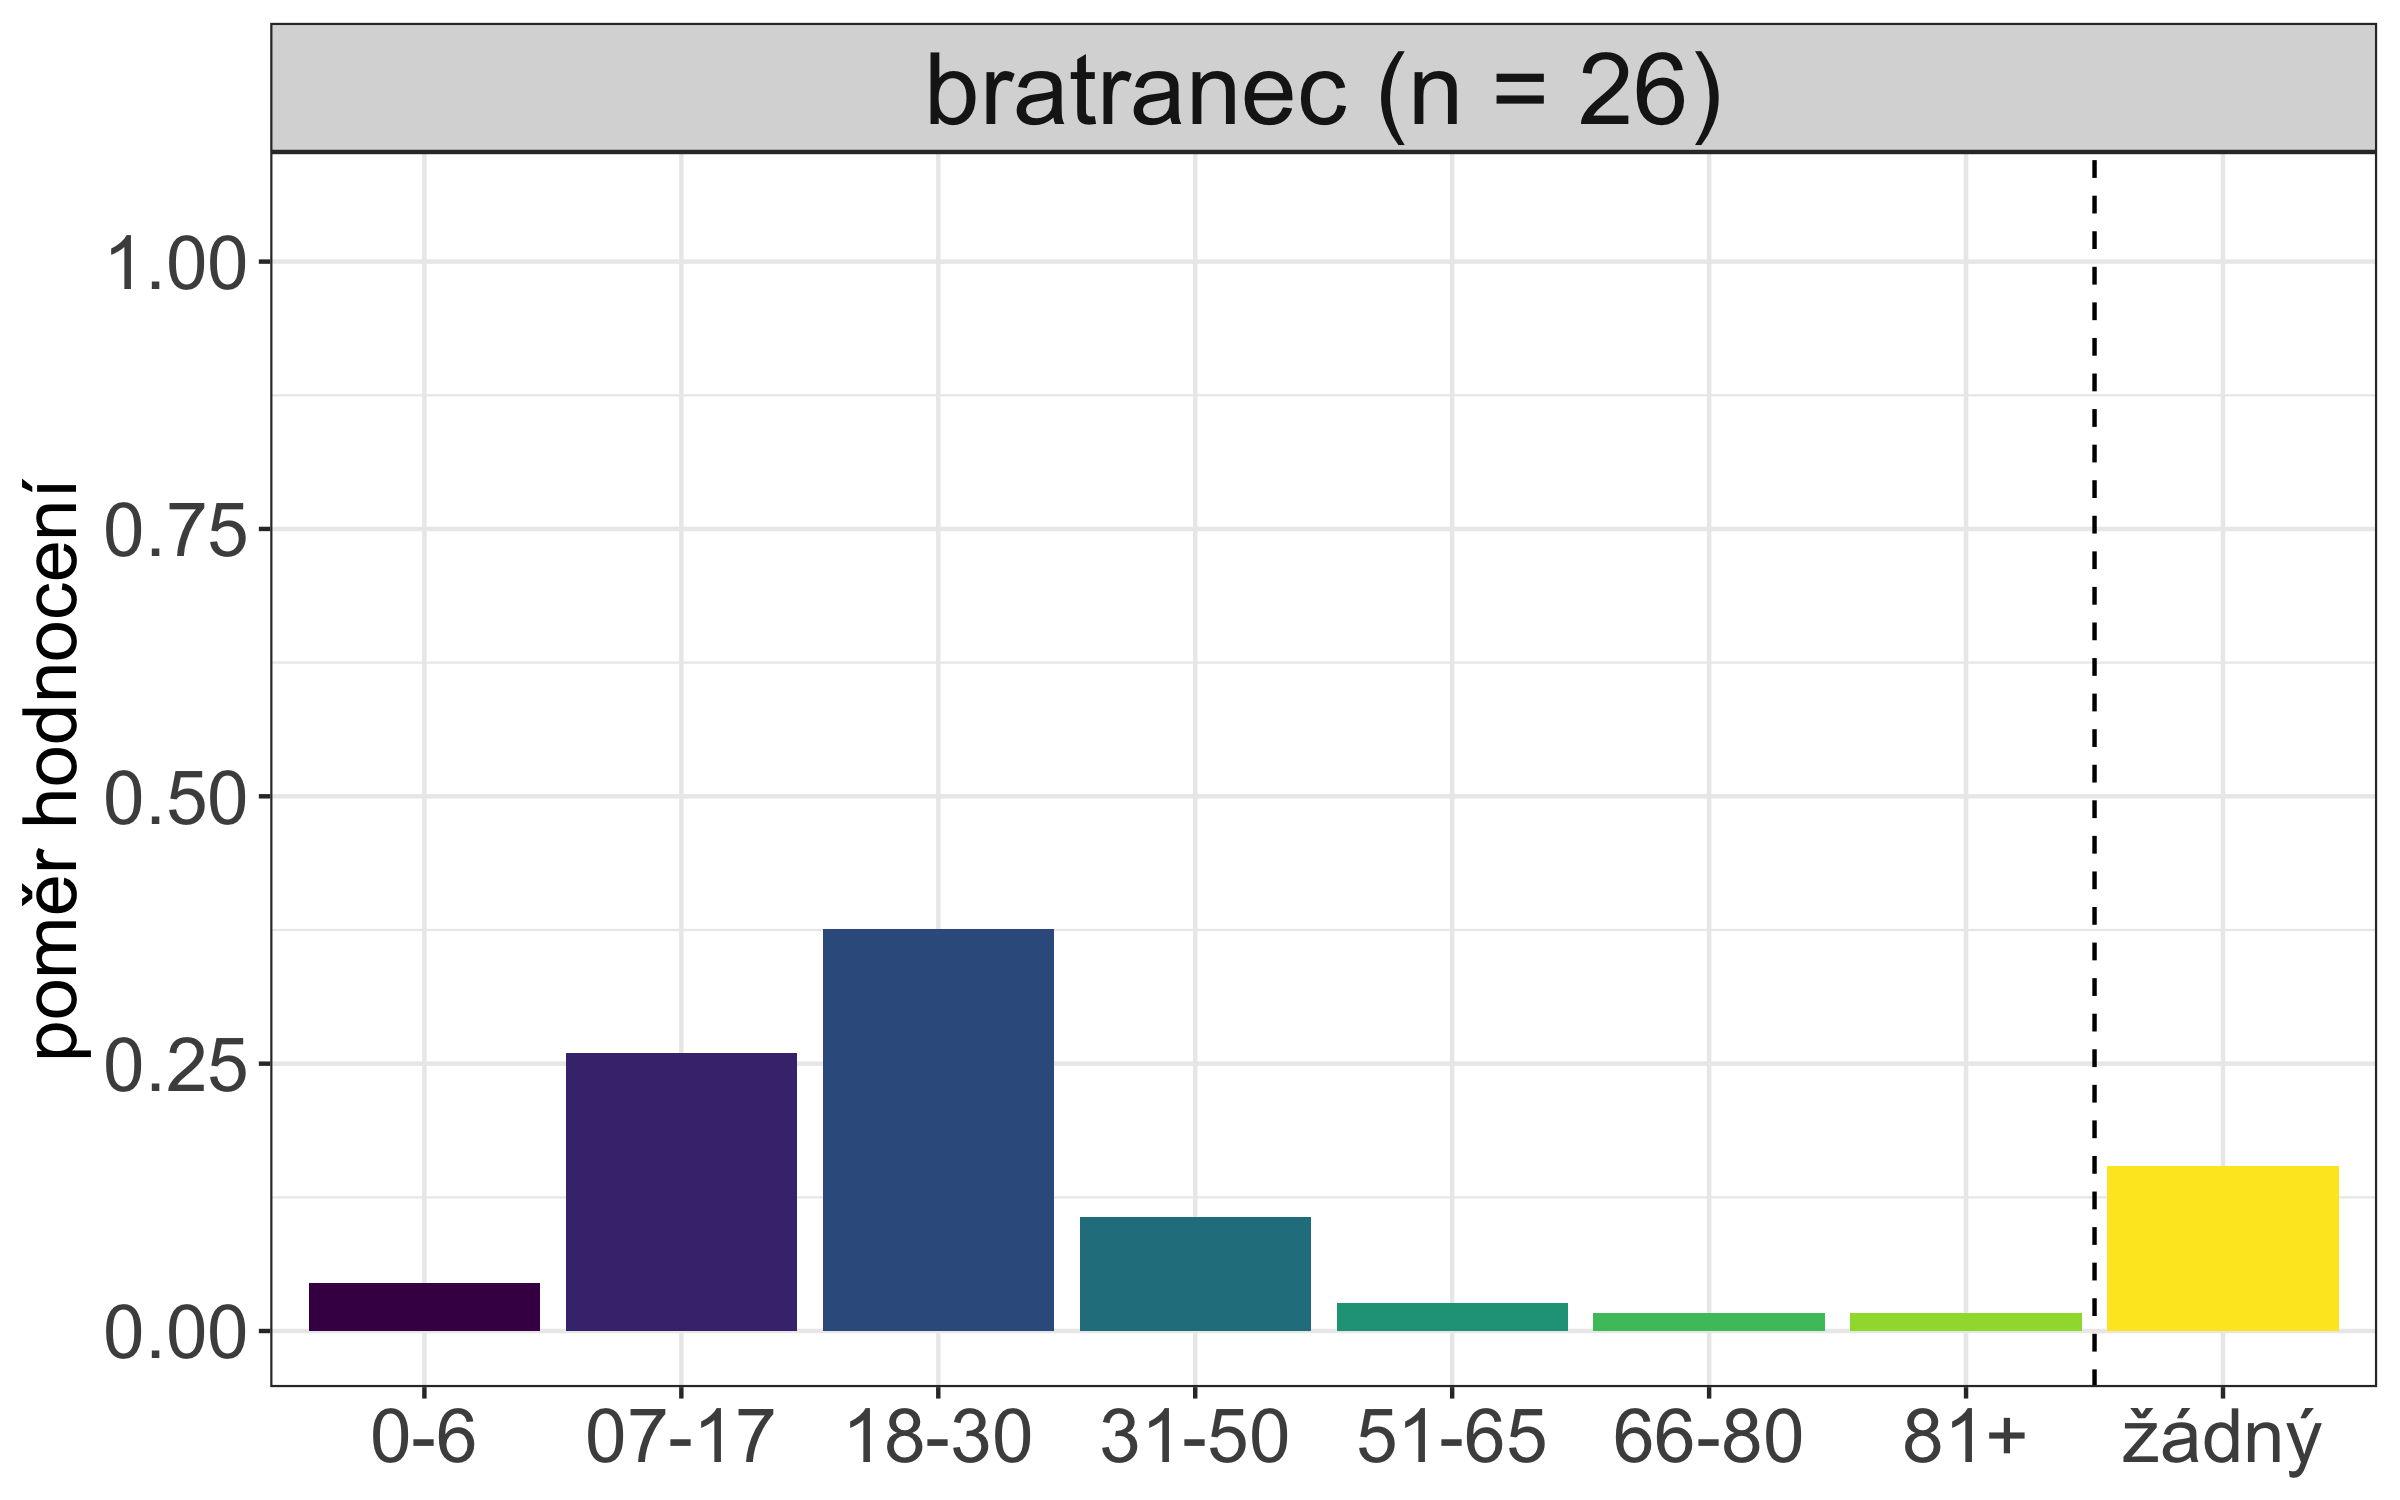 bratranec (n = 26)
poměr hodnocení
1.00
0.75
0.50
0.25
0.00
0-6 07-17 18-30 31-50 51-65 66-80 81+ žádný